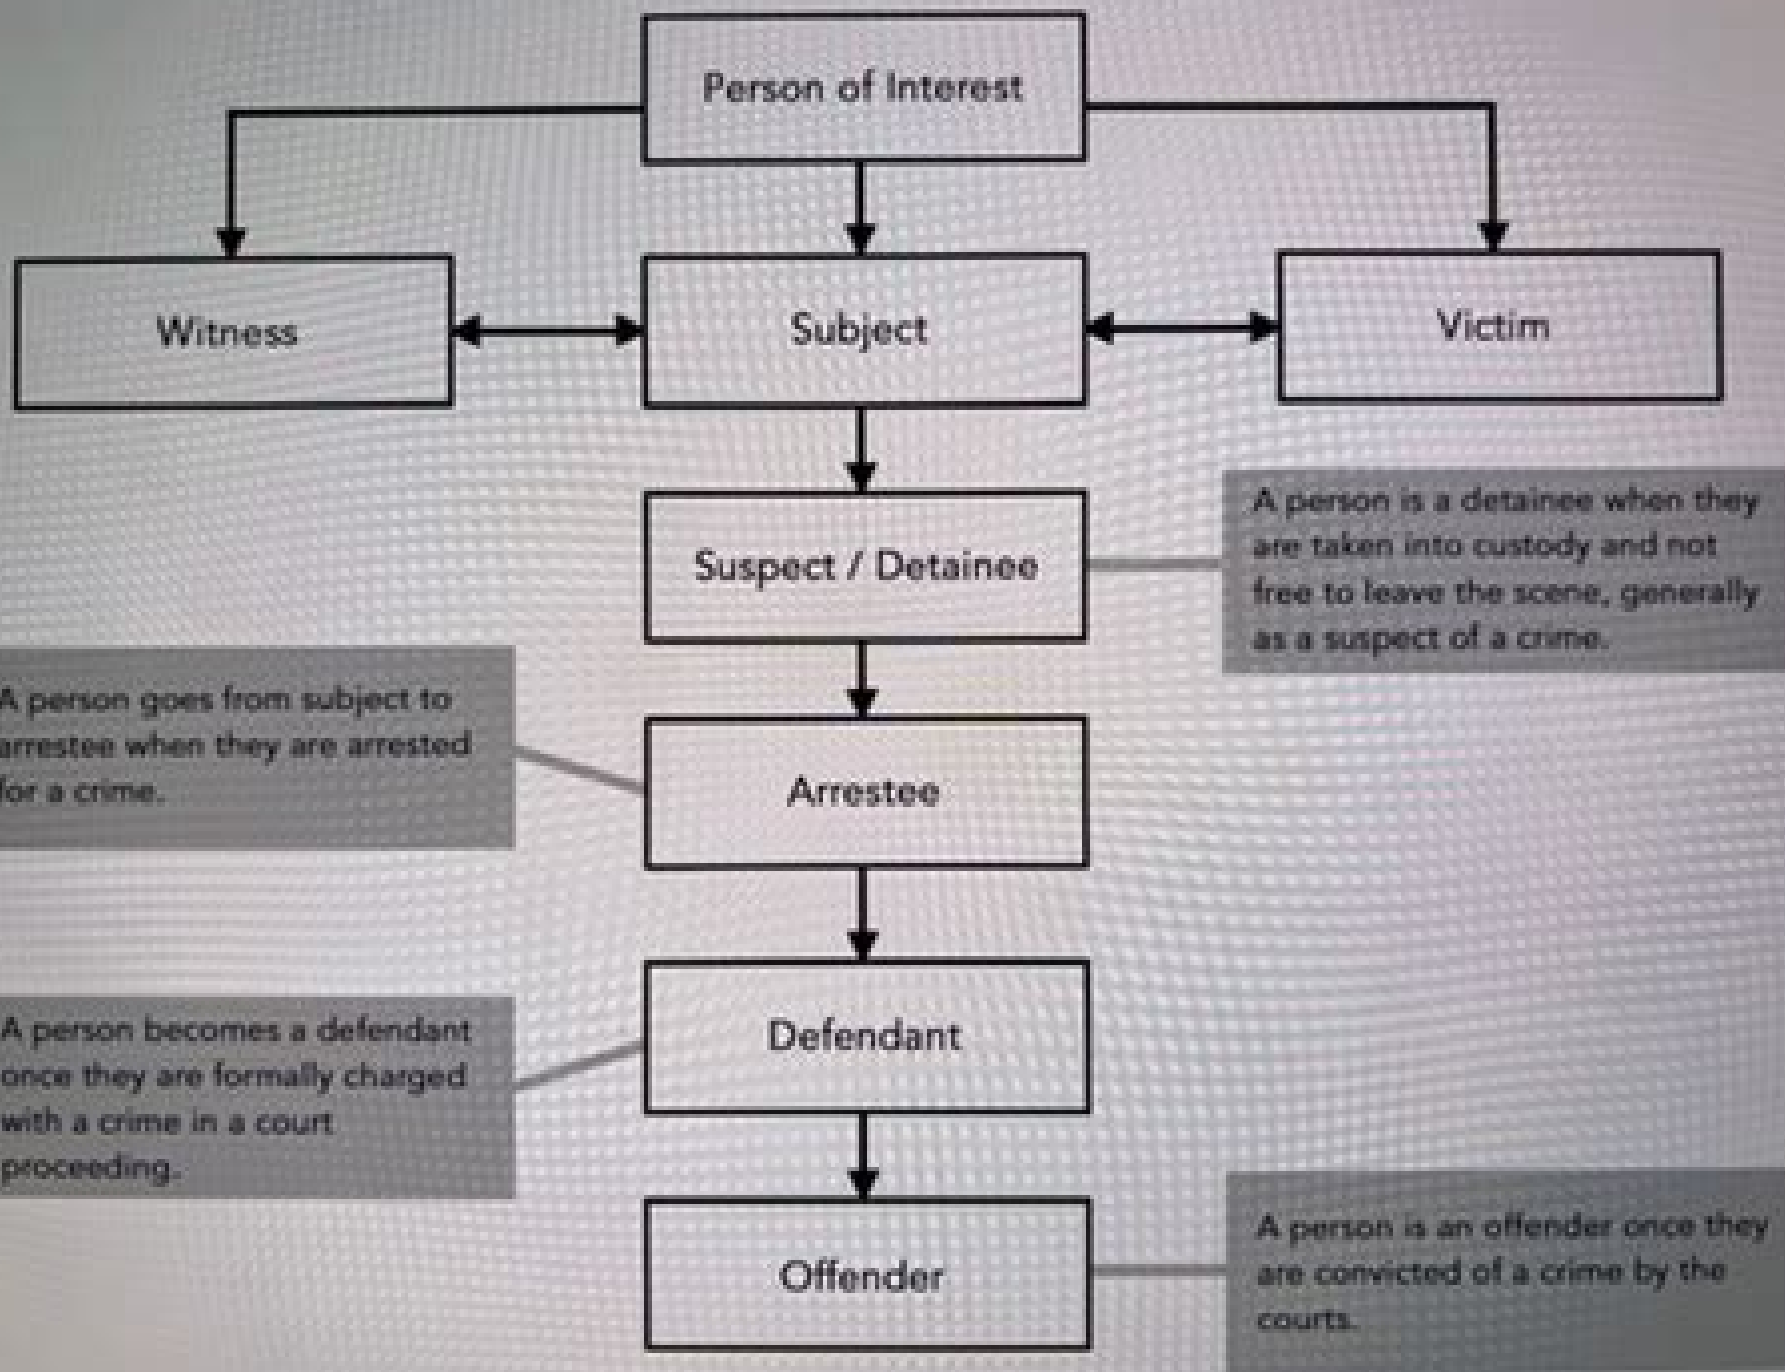 Person of Interest
Witness
Subject
Victim
Suspect / Detainee
A person is a detainee when they
are taken into custody and not
free to leave the scene, generally
as a suspect of a crime.
A person goes from subject to
arrestee when they are arrested
for a crime.
Arrestee
A person becomes a defendant
once they are formally charged
with a crime in a court
proceeding.
Defendant
Offender
A person is an offender once they
are convicted of a crime by the
courts.